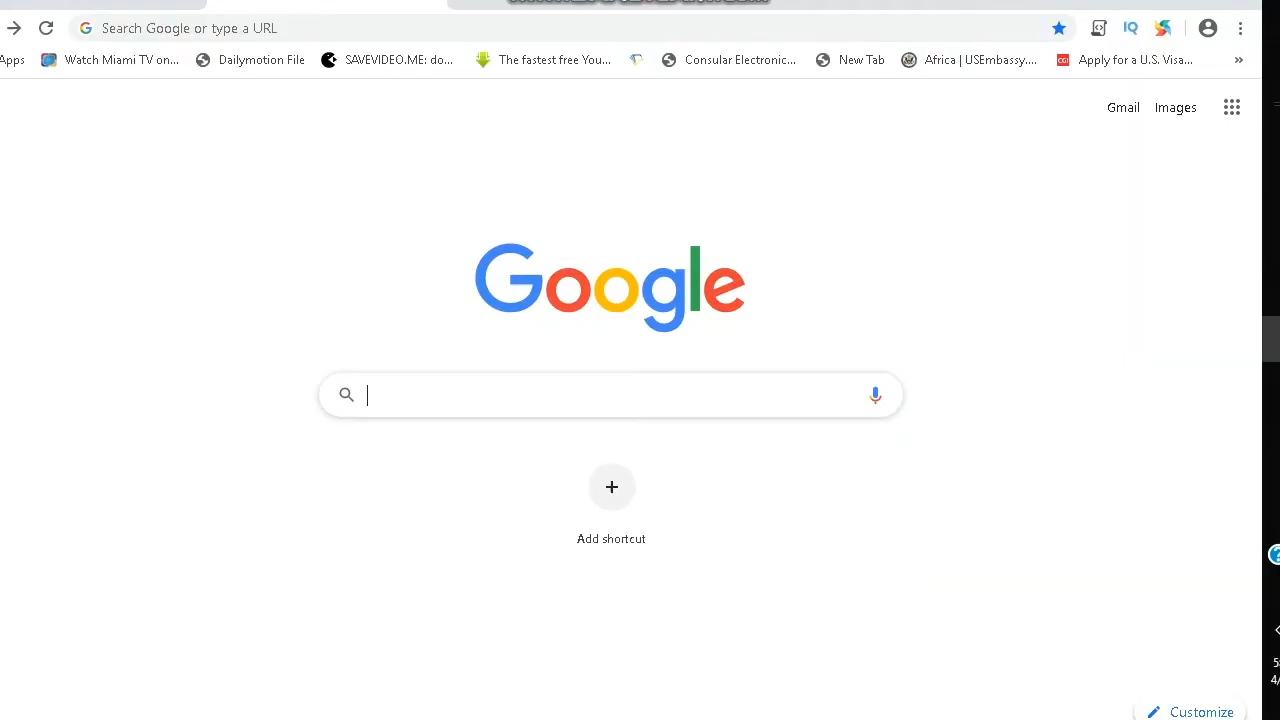 Search Google or type a URL
Apps Watch Miami TV on... Dailymotion File SAVEVIDEO.ME: do... The fastest free You... Consular Electronic... New Tab Africa | USEmbassy.... CGI Apply for a U.S. Visa... »
Gmail Images
Google
Add shortcut
Customize